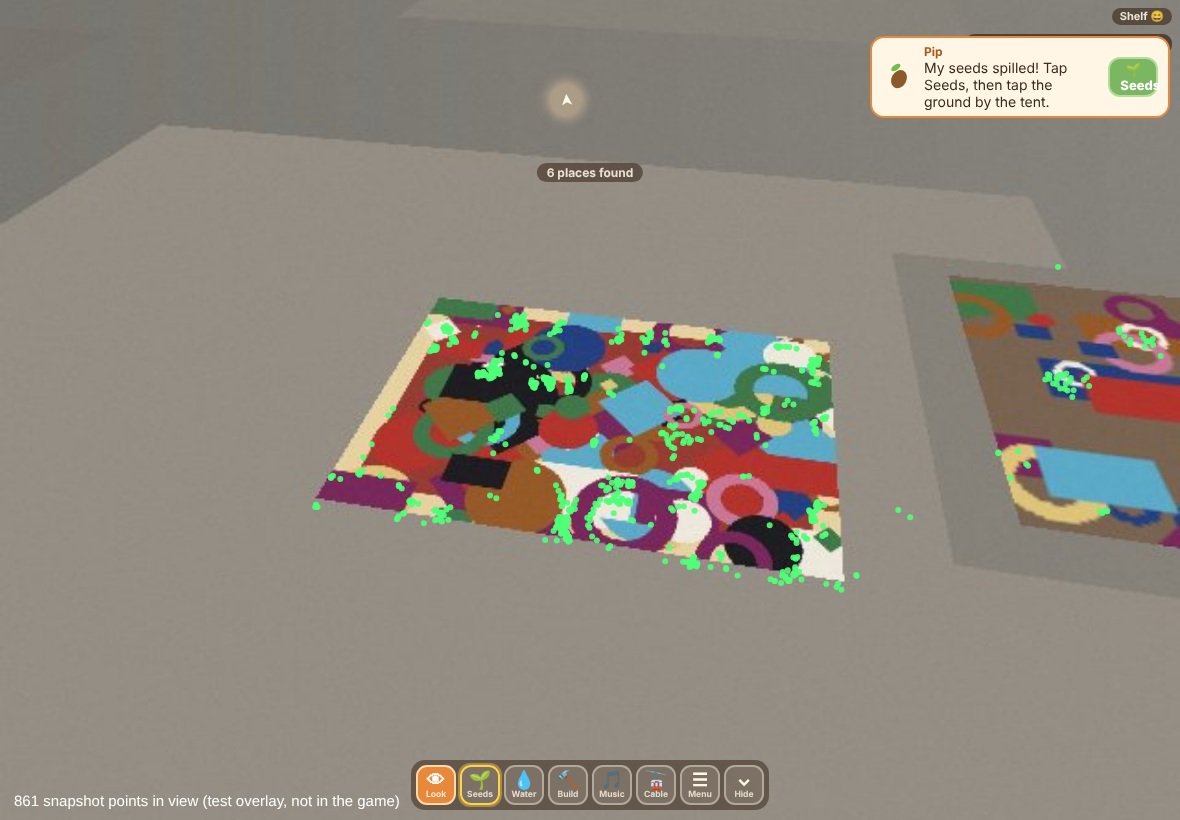 Shelf 😄
Pip
My seeds spilled! Tap
Seeds, then tap the
ground by the tent.
🌱
Seeds
6 places found
Look
Seeds
Water
Build
Music
Cable
Menu
Hide
861 snapshot points in view (test overlay, not in the game)